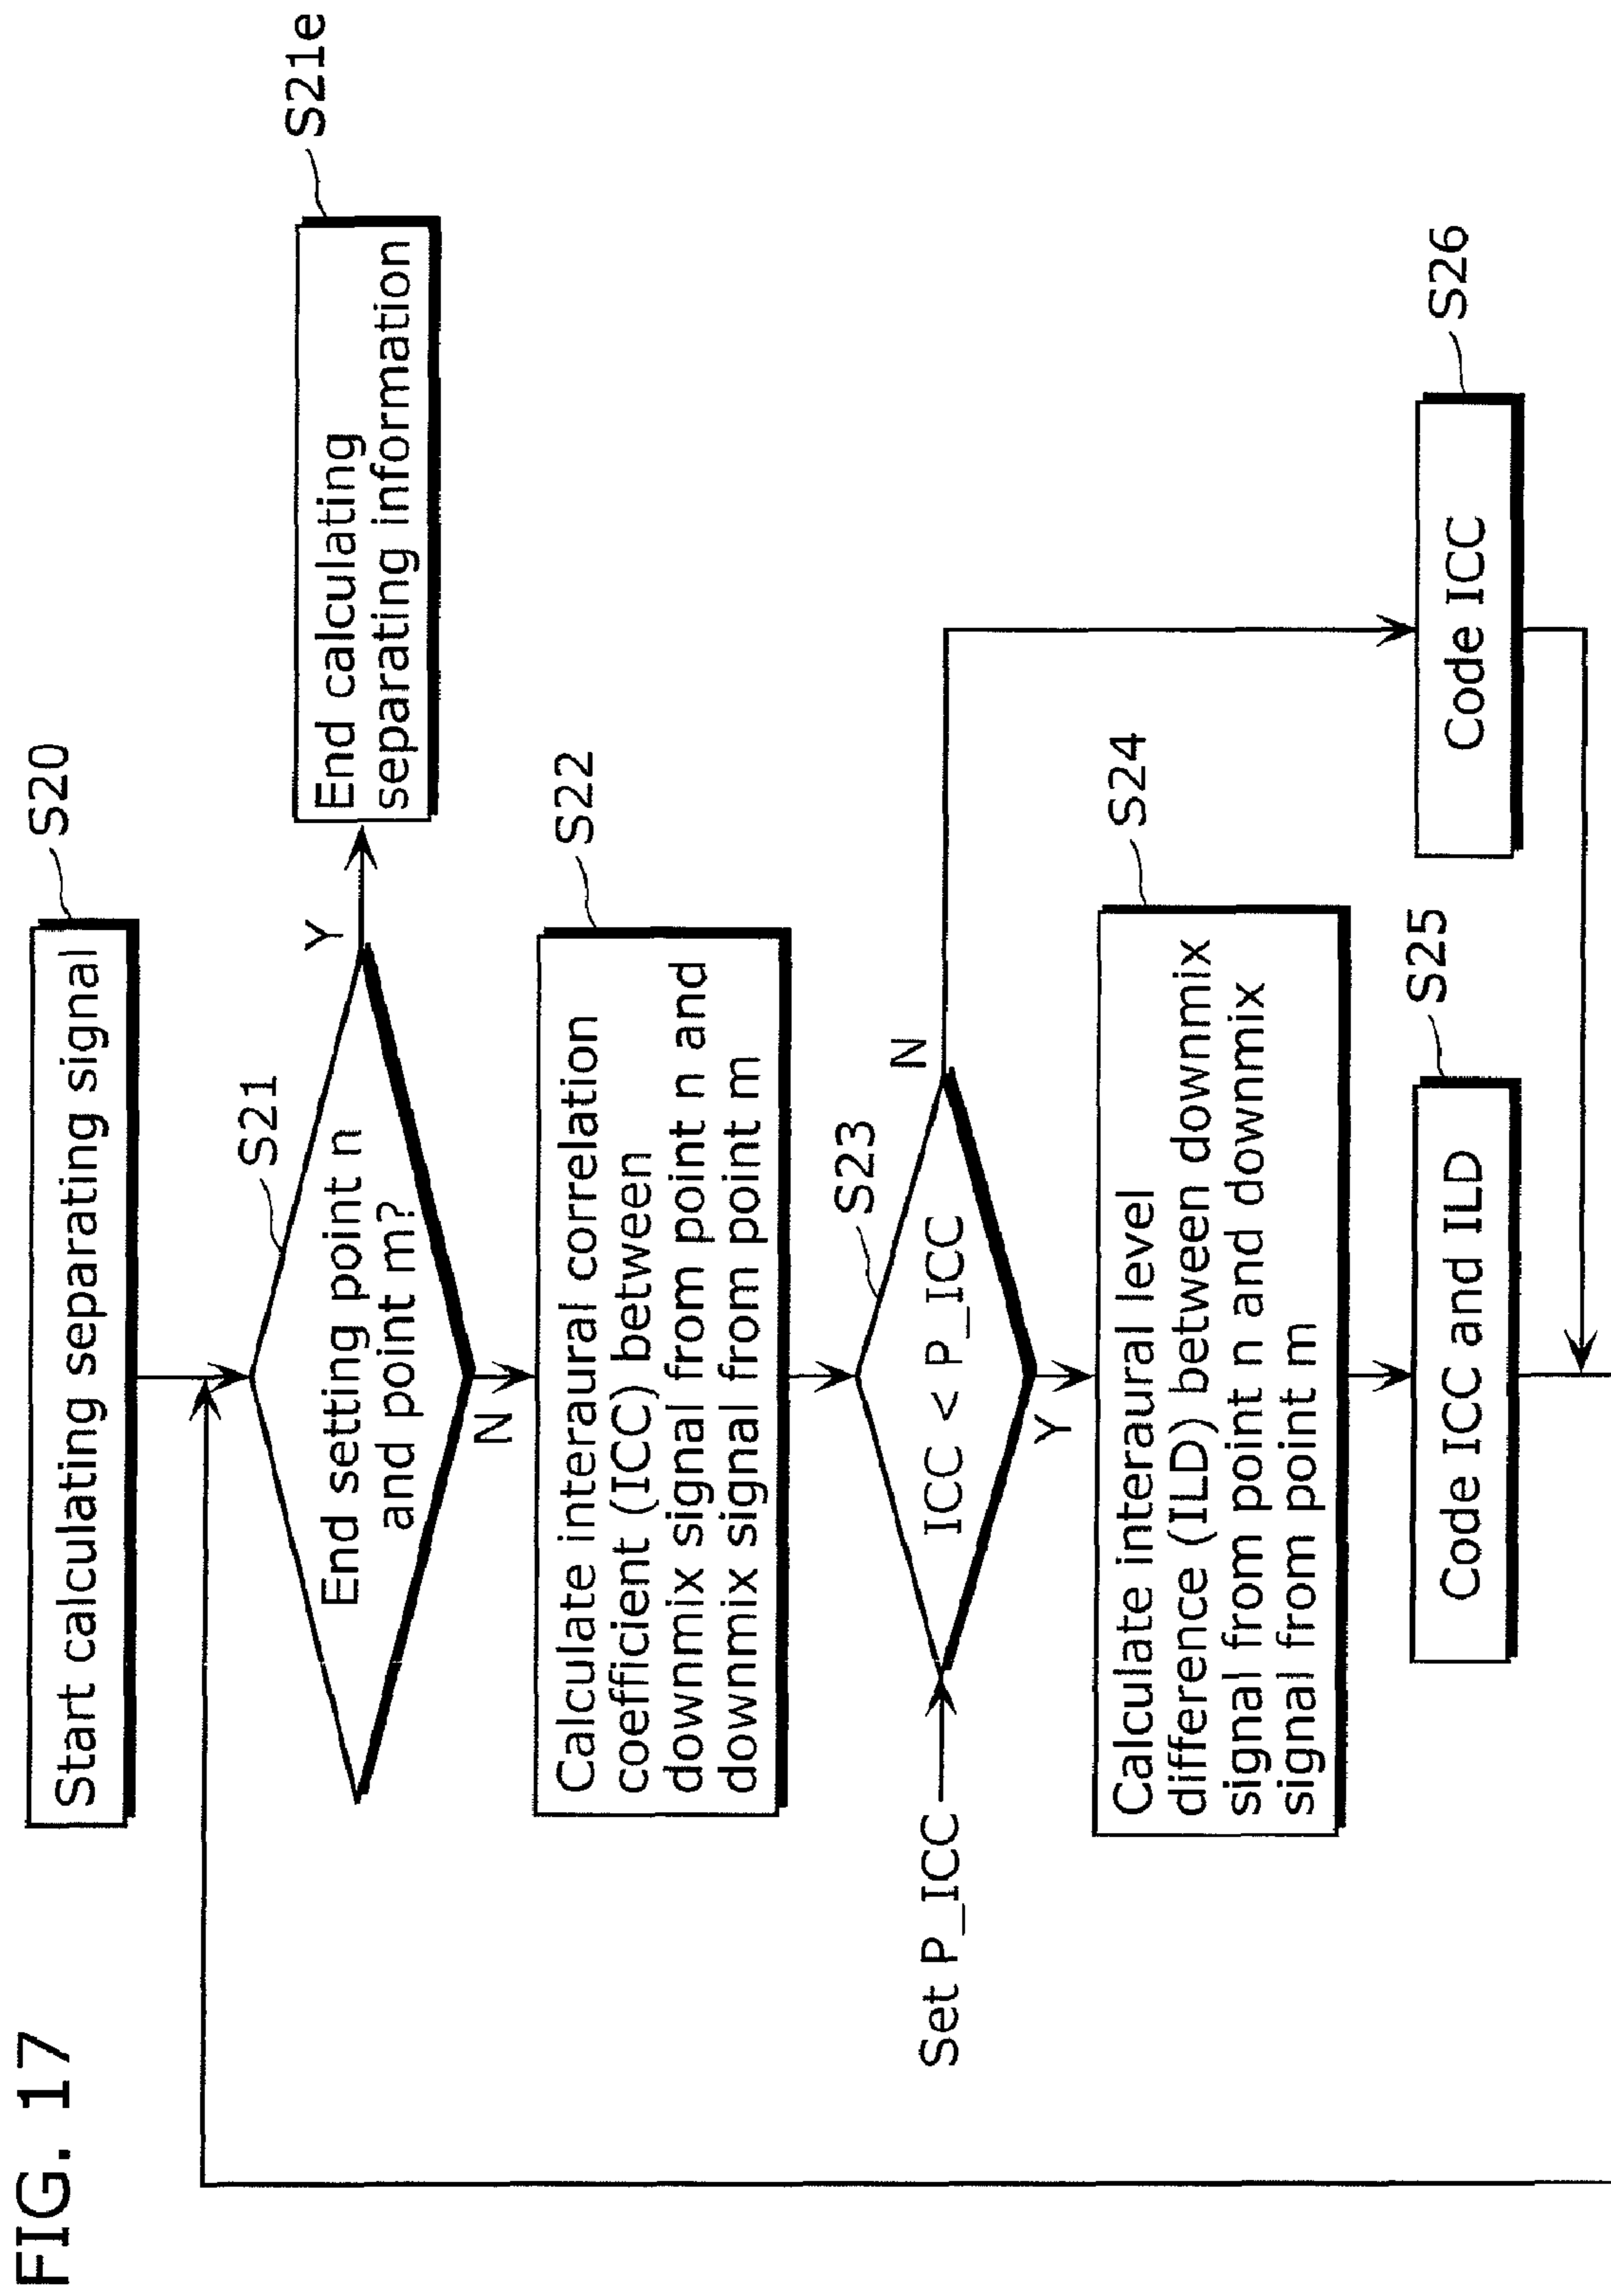 FIG. 17
Start calculating separating signal
S20
S21
End setting point n
and point m?
Y
N
End calculating
separating information
S21e
Calculate interaural correlation
coefficient (ICC) between
downmix signal from point n and
downmix signal from point m
S22
Set P_ICC
S23
ICC < P_ICC
N
Y
Calculate interaural level
difference (ILD) between downmix
signal from point n and downmix
signal from point m
S24
Code ICC and ILD
S25
Code ICC
S26